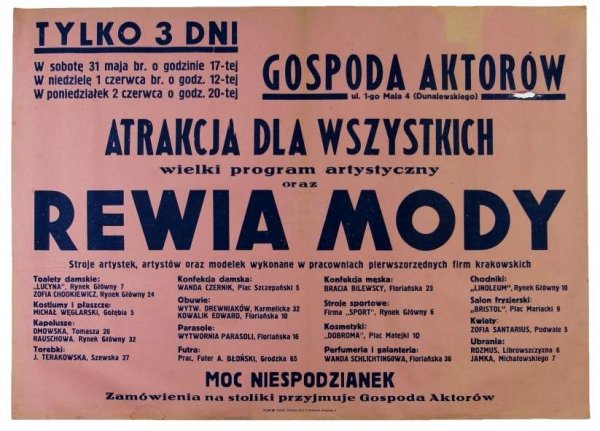 TYLKO 3 DNI
W sobotę 31 maja br. o godzinie 17-tej
W niedzielę 1 czerwca br. o godz. 12-tej
W poniedziałek 2 czerwca o godz. 20-tej
GOSPODA AKTORÓW
ul. 1-go Maja 4 (Dunajewskiego)
ATRAKCJA DLA WSZYSTKICH
wielki program artystyczny
oraz
REWIA MODY
Stroje artystek, artystów oraz modelek wykonane w pracowniach pierwszorzędnych firm krakowskich
Toalety damskie:
„LUCYNA", Rynek Główny 7
ZOFIA CHODKIEWICZ, Rynek Główny 24
Kostiumy i płaszcze:
MICHAŁ WĘGLARSKI, Gołębia 5
Kapelusze:
DMOWSKA, Tomasza 26
RAUSCHOWA, Rynek Główny 32
Torebki:
J. TERAKOWSKA, Szewska 27
Konfekcja damska:
WANDA CZERNIK, Plac Szczepański 5
Obuwie:
WYTW. DREWNIAKÓW, Karmelicka 32
KOWALIK EDWARD, Floriańska 10
Parasole:
WYTWÓRNIA PARASOLI, Floriańska 16
Futra:
Prac. Futer A. BŁOŃSKI, Grodzka 65
Konfekcja męska:
BRACIA BILEWSCY, Floriańska 23
Stroje sportowe:
Firma „SPORT", Rynek Główny 6
Kosmetyki:
„DOBROMA", Plac Matejki 10
Perfumeria i galanteria:
WANDA SCHLICHTINGOWA, Floriańska 36
Chodniki:
„LINOLEUM", Rynek Główny 10
Salon fryzjerski:
„BRISTOL", Plac Mariacki 9
Kwiaty:
ZOFIA SANTARIUS, Podwale 5
Ubrania:
ROZMUS, Librowszczyzna 6
JAMKA, Michałowskiego 7
MOC NIESPODZIANEK
Zamówienia na stoliki przyjmuje Gospoda Aktorów